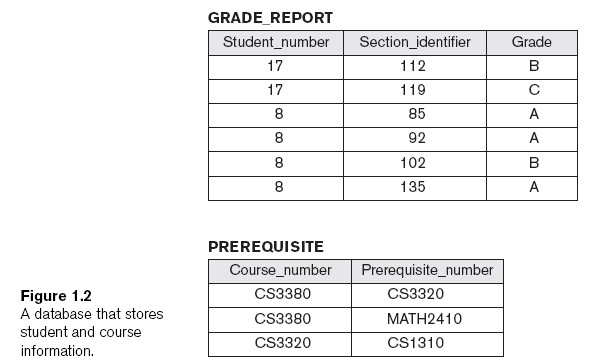 GRADE_REPORT
Student_number Section_identifier Grade
17 112 B
17 119 C
8 85 A
8 92 A
8 102 B
8 135 A
PREREQUISITE
Course_number Prerequisite_number
CS3380 CS3320
CS3380 MATH2410
CS3320 CS1310
Figure 1.2
A database that stores
student and course
information.